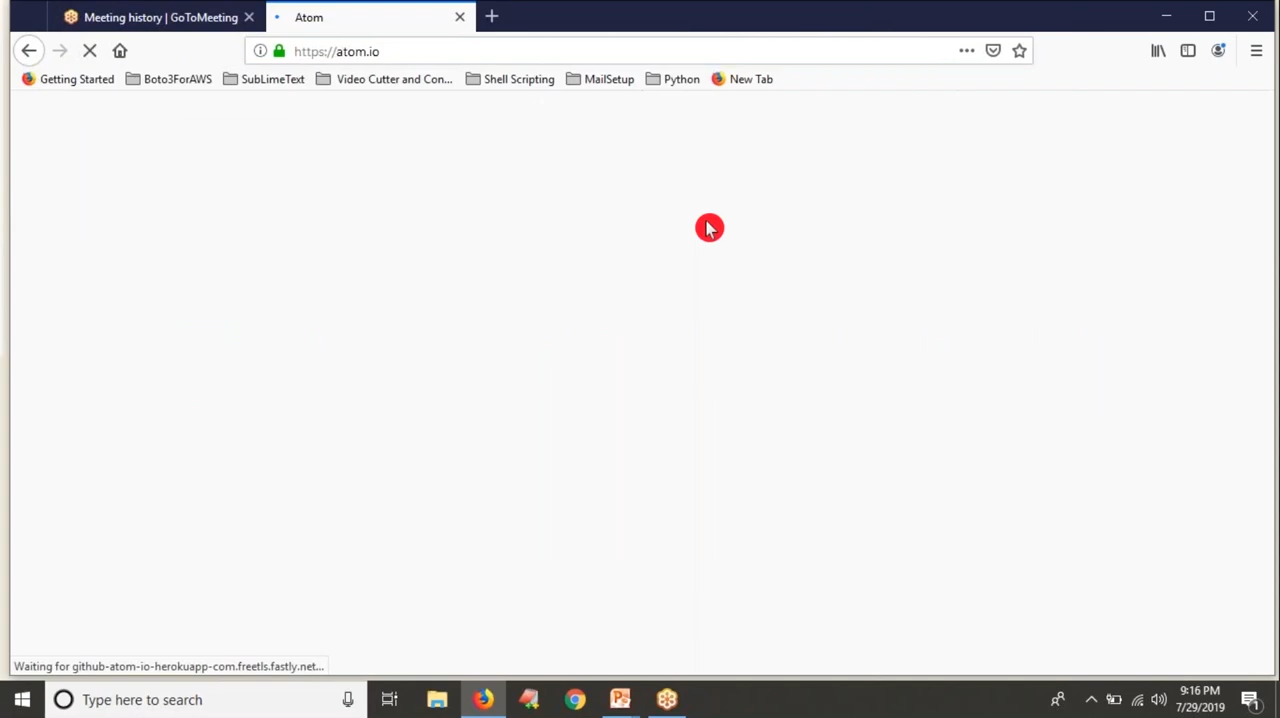 Meeting history | GoToMeeting
Atom
https://atom.io
Getting Started Boto3ForAWS SubLimeText Video Cutter and Con... Shell Scripting MailSetup Python New Tab
Waiting for github-atom-io-herokuapp-com.freetls.fastly.net...
Type here to search
9:16 PM
7/29/2019
1